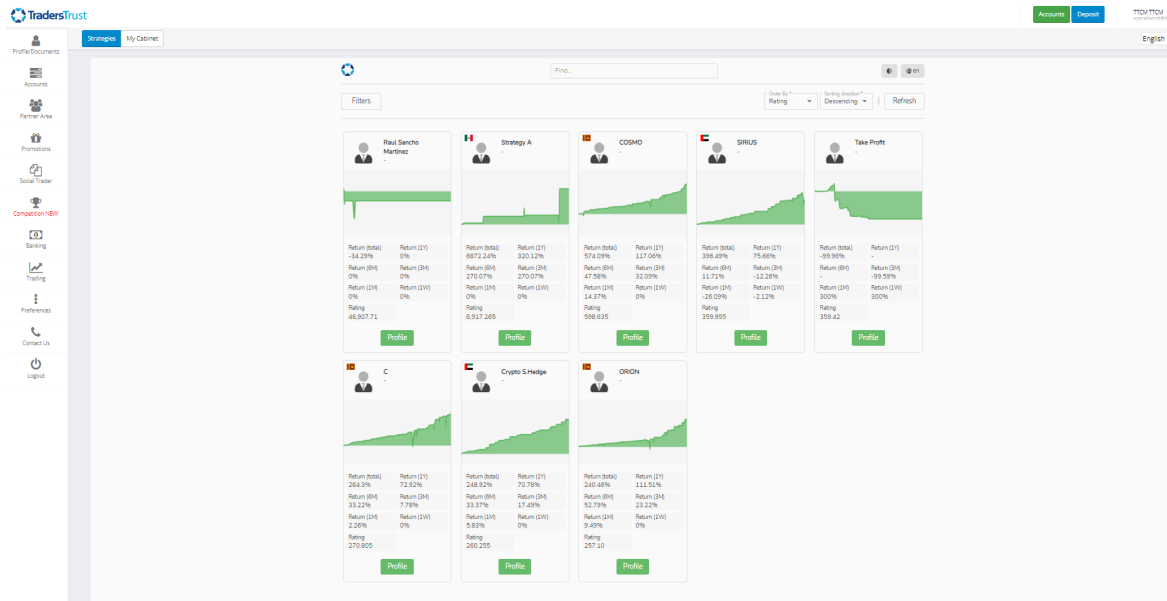 TradersTrust
Accounts
Deposit
TTCM TTCM
Profile/Documents
Accounts
Partner Area
Promotions
Social Trader
Competition NEW!
Banking
Trading
Preferences
Contact Us
Logout
Strategies
My Cabinet
English
Find...
en
Filters
Order By *
Rating
Sorting direction *
Descending
Refresh
Raul Sancho
Martinez
-
Return (total) Return (1Y)
-34.29% 0%
Return (6M) Return (3M)
0% 0%
Return (1M) Return (1W)
0% 0%
Rating
46,907.71
Profile
Strategy A
-
Return (total) Return (1Y)
6872.24% 320.12%
Return (6M) Return (3M)
270.07% 270.07%
Return (1M) Return (1W)
0% 0%
Rating
6,917.265
Profile
COSMO
-
Return (total) Return (1Y)
574.09% 117.06%
Return (6M) Return (3M)
47.58% 32.09%
Return (1M) Return (1W)
14.37% 0%
Rating
598.635
Profile
SIRIUS
-
Return (total) Return (1Y)
396.49% 75.66%
Return (6M) Return (3M)
11.71% -12.26%
Return (1M) Return (1W)
-26.09% -2.12%
Rating
359.955
Profile
Take Profit
-
Return (total) Return (1Y)
-99.96% -
Return (6M) Return (3M)
- -99.59%
Return (1M) Return (1W)
300% 300%
Rating
359.42
Profile
C
-
Return (total) Return (1Y)
264.3% 72.92%
Return (6M) Return (3M)
33.22% 7.78%
Return (1M) Return (1W)
2.26% 0%
Rating
270.805
Profile
Crypto S.Hedge
-
Return (total) Return (1Y)
248.92% 70.78%
Return (6M) Return (3M)
33.37% 17.49%
Return (1M) Return (1W)
5.83% 0%
Rating
260.255
Profile
ORION
-
Return (total) Return (1Y)
240.46% 111.51%
Return (6M) Return (3M)
52.79% 23.22%
Return (1M) Return (1W)
9.49% 0%
Rating
257.10
Profile